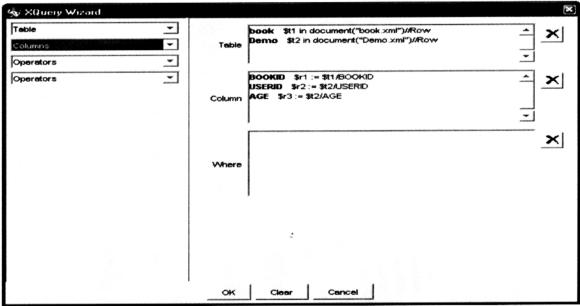 XQuery Wizard
Table
Columns
Operators
Operators
Table
book $t1 in document("book.xml")//Row
Demo $t2 in document("Demo.xml")//Row
Column
BOOKID $r1 := $t1/BOOKID
USERID $r2 := $t2/USERID
AGE $r3 := $t2/AGE
Where
OK Clear Cancel